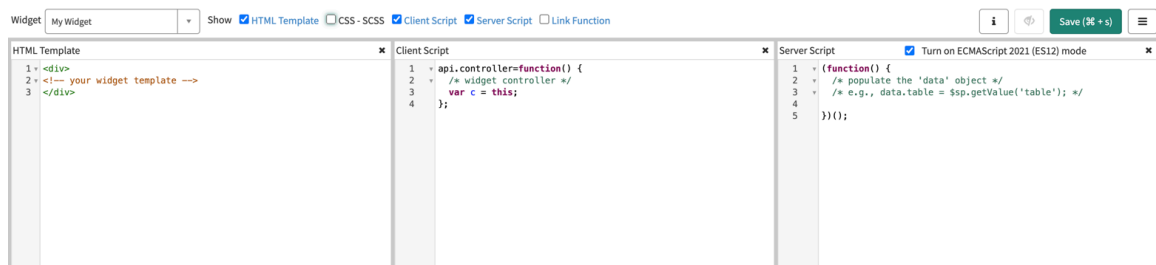 Widget My Widget Show HTML Template CSS - SCSS Client Script Server Script Link Function i Save (⌘ + s)
HTML Template
1 <div>
2 <!-- your widget template -->
3 </div>
Client Script
1 api.controller=function() {
2 /* widget controller */
3 var c = this;
4 };
Server Script Turn on ECMAScript 2021 (ES12) mode
1 (function() {
2 /* populate the 'data' object */
3 /* e.g., data.table = $sp.getValue('table'); */
4
5 })();